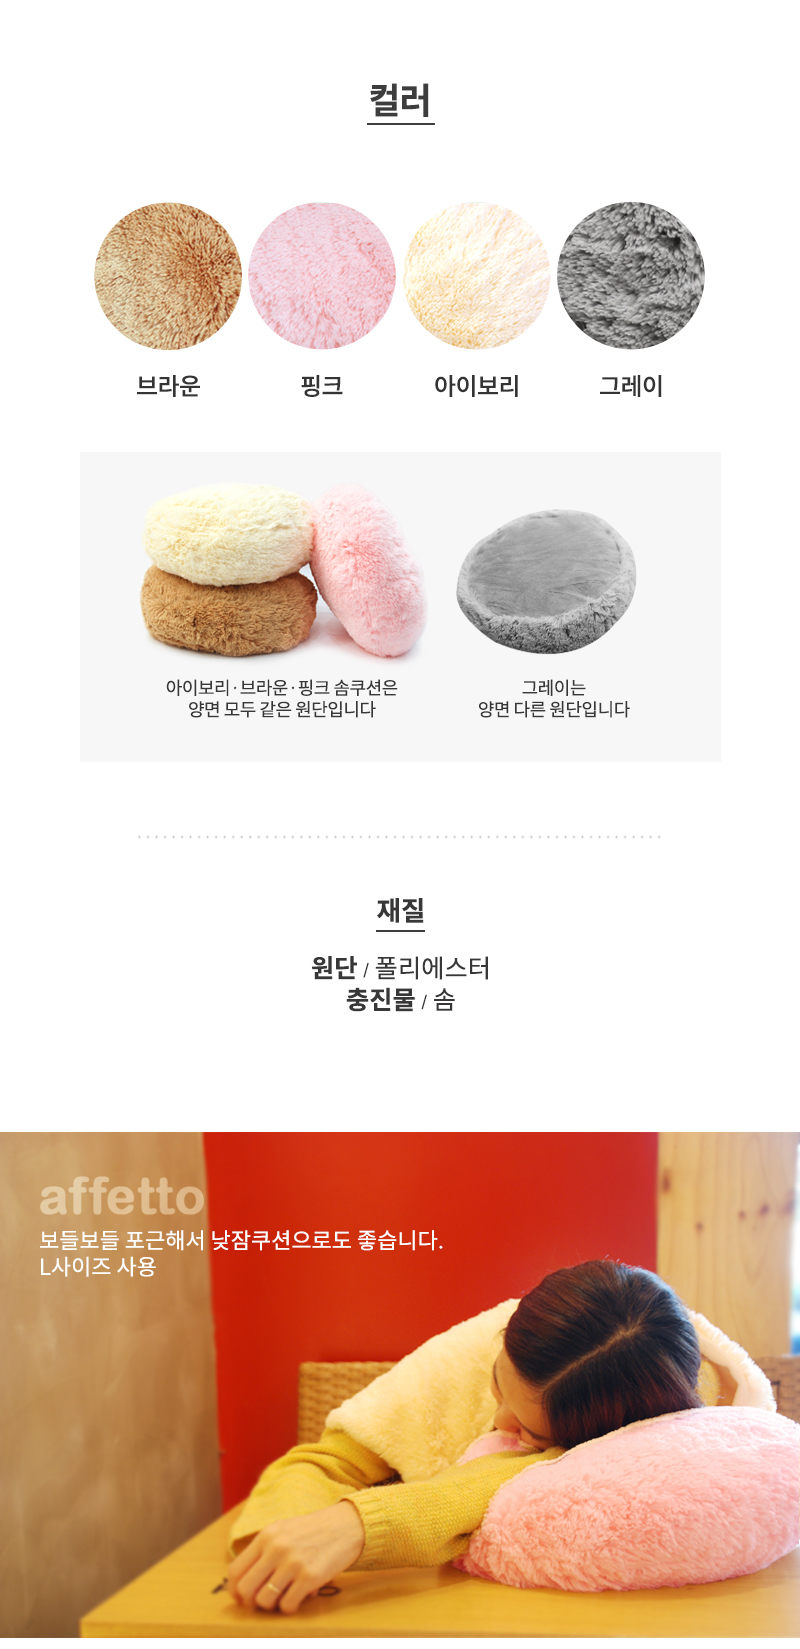 컬러
브라운
핑크
아이보리
그레이
아이보리·브라운·핑크 솜쿠션은
양면 모두 같은 원단입니다
그레이는
양면 다른 원단입니다
재질
원단 / 폴리에스터
충진물 / 솜
affetto
보들보들 포근해서 낮잠쿠션으로도 좋습니다.
L사이즈 사용